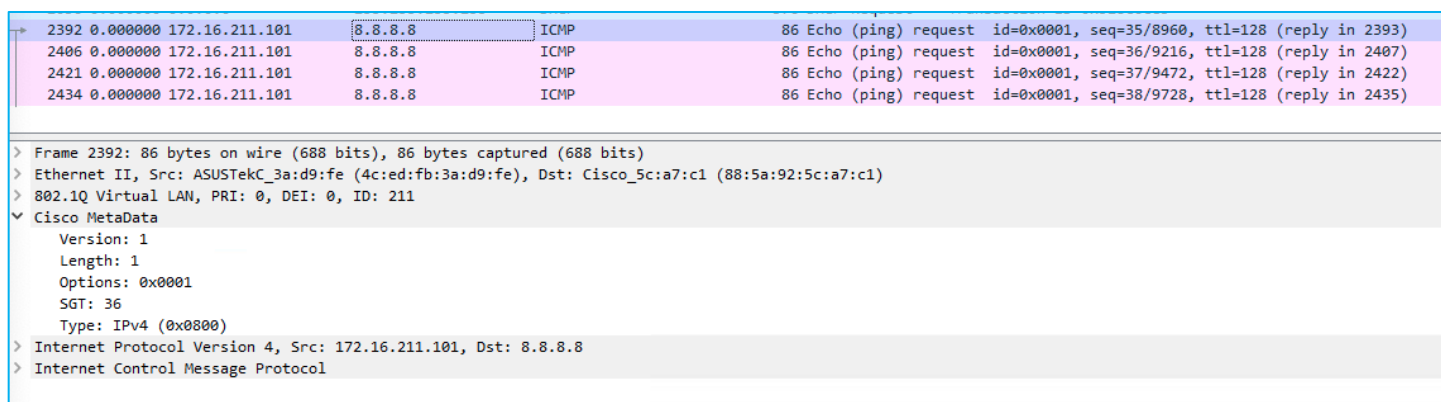 2392 0.000000 172.16.211.101 8.8.8.8 ICMP 86 Echo (ping) request id=0x0001, seq=35/8960, ttl=128 (reply in 2393)
2406 0.000000 172.16.211.101 8.8.8.8 ICMP 86 Echo (ping) request id=0x0001, seq=36/9216, ttl=128 (reply in 2407)
2421 0.000000 172.16.211.101 8.8.8.8 ICMP 86 Echo (ping) request id=0x0001, seq=37/9472, ttl=128 (reply in 2422)
2434 0.000000 172.16.211.101 8.8.8.8 ICMP 86 Echo (ping) request id=0x0001, seq=38/9728, ttl=128 (reply in 2435)
Frame 2392: 86 bytes on wire (688 bits), 86 bytes captured (688 bits)
Ethernet II, Src: ASUSTekC_3a:d9:fe (4c:ed:fb:3a:d9:fe), Dst: Cisco_5c:a7:c1 (88:5a:92:5c:a7:c1)
802.1Q Virtual LAN, PRI: 0, DEI: 0, ID: 211
Cisco MetaData
Version: 1
Length: 1
Options: 0x0001
SGT: 36
Type: IPv4 (0x0800)
Internet Protocol Version 4, Src: 172.16.211.101, Dst: 8.8.8.8
Internet Control Message Protocol